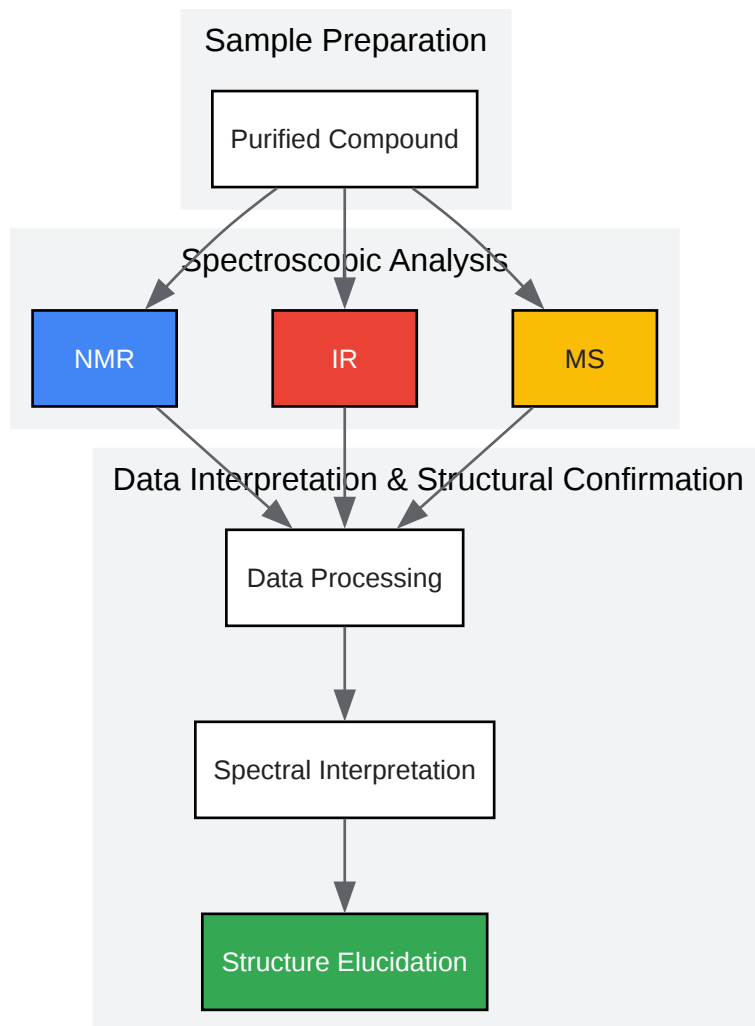 Sample Preparation
Purified Compound
Spectroscopic Analysis
NMR
IR
MS
Data Interpretation & Structural Confirmation
Data Processing
Spectral Interpretation
Structure Elucidation